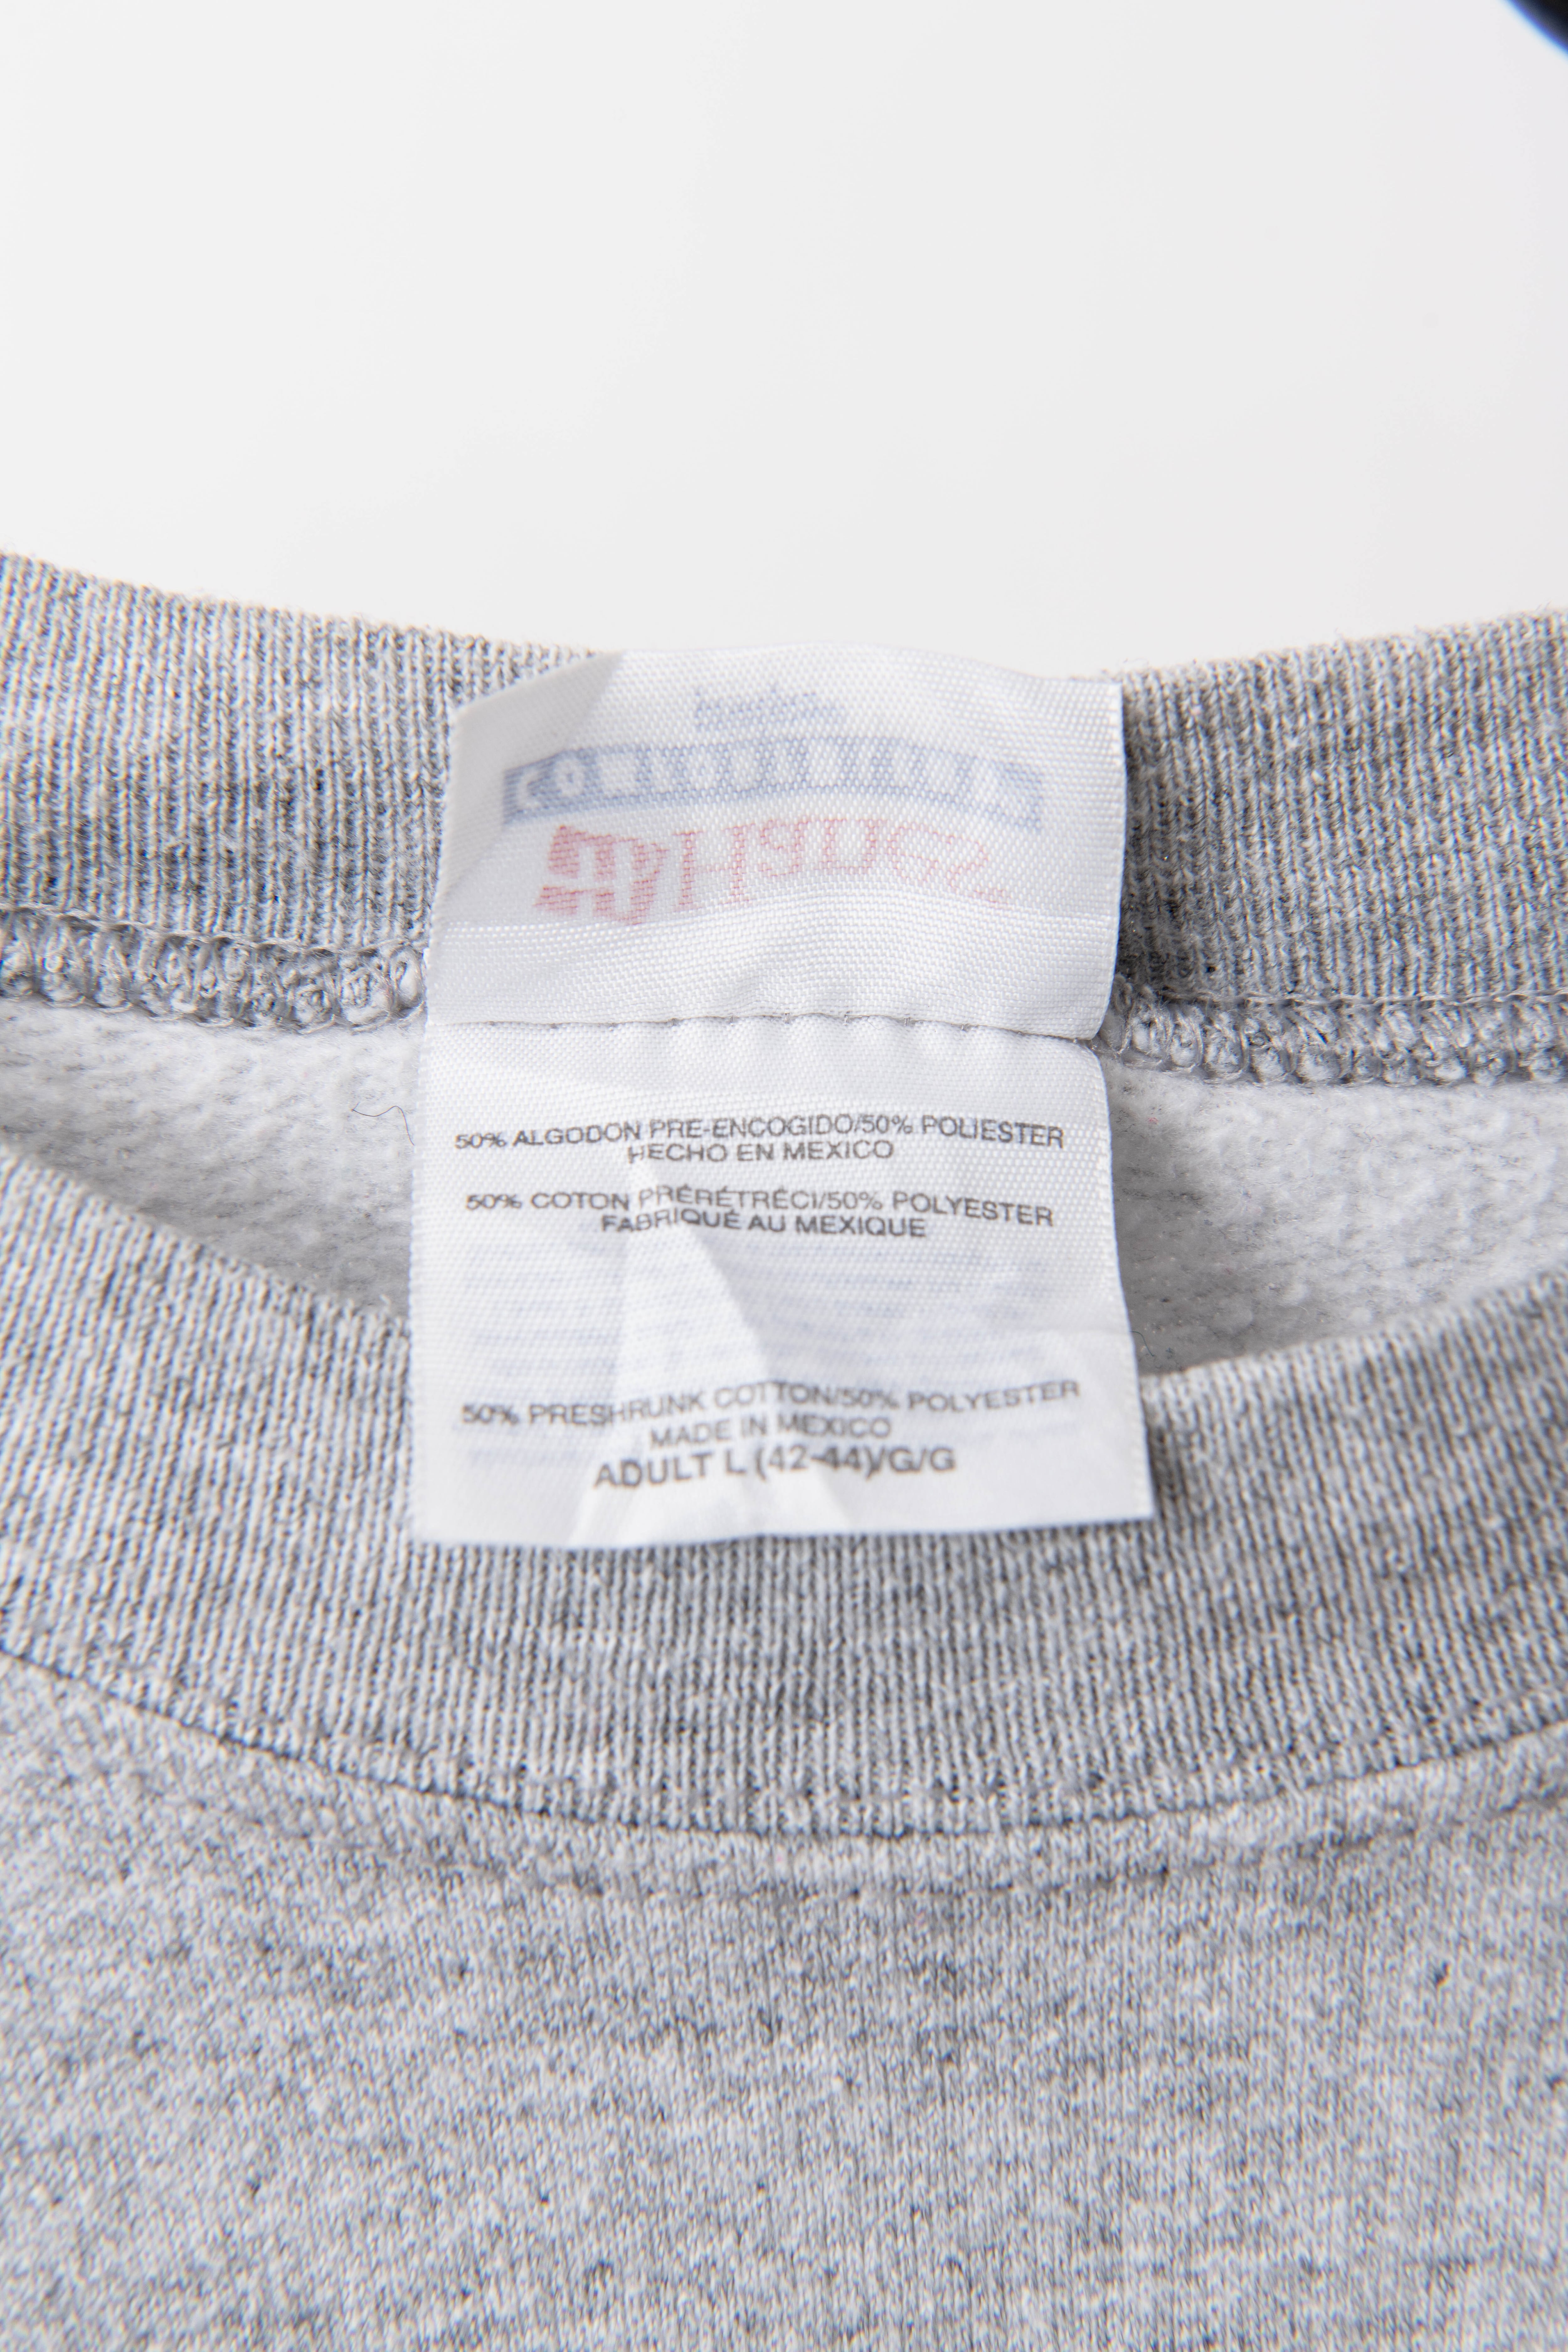 Hanes
50% ALGODON PRE-ENCOGIDO/50% POLIESTER
HECHO EN MEXICO
50% COTON PRÉRÉTRÉCI/50% POLYESTER
FABRIQUÉ AU MEXIQUE
50% PRESHRUNK COTTON/50% POLYESTER
MADE IN MEXICO
ADULT L (42-44)/G/G